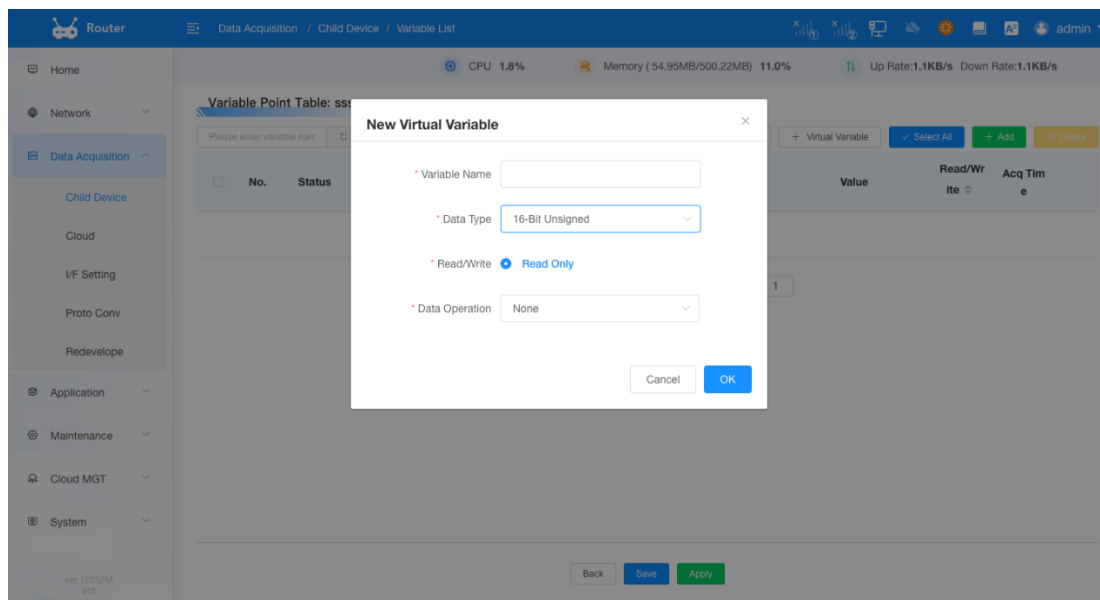 Router
Data Acquisition / Child Device / Variable List
admin
Home
CPU 1.8%
Memory ( 54.95MB/500.22MB) 11.0%
Up Rate:1.1KB/s Down Rate:1.1KB/s
Network
Variable Point Table: sss
Please enter variable nam
+ Virtual Variable
Select All
+ Add
Delete
Data Acquisition
No.
Status
Value
Read/Wr
ite
Acq Tim
e
Child Device
Cloud
I/F Setting
Proto Conv
Redevelope
Application
Maintenance
Cloud MGT
System
New Virtual Variable
* Variable Name
* Data Type 16-Bit Unsigned
* Read/Write Read Only
* Data Operation None
Cancel
OK
1
Back
Save
Apply